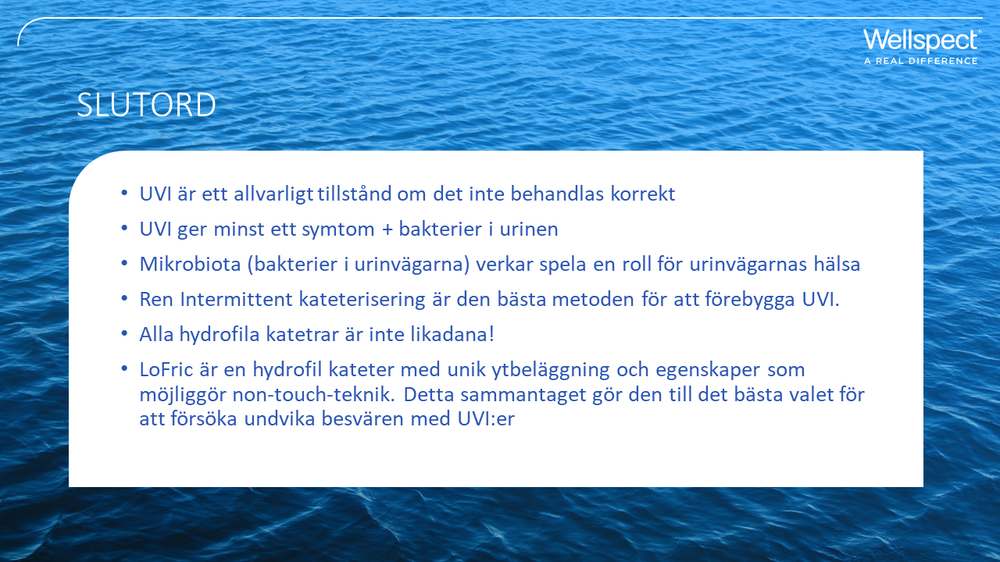 Wellspect®
A REAL DIFFERENCE
SLUTORD
• UVI är ett allvarligt tillstånd om det inte behandlas korrekt
• UVI ger minst ett symtom + bakterier i urinen
• Mikrobiota (bakterier i urinvägarna) verkar spela en roll för urinvägarnas hälsa
• Ren Intermittent kateterisering är den bästa metoden för att förebygga UVI.
• Alla hydrofila katetrar är inte likadana!
• LoFric är en hydrofil kateter med unik ytbeläggning och egenskaper som
möjliggör non-touch-teknik. Detta sammantaget gör den till det bästa valet för
att försöka undvika besvären med UVI:er